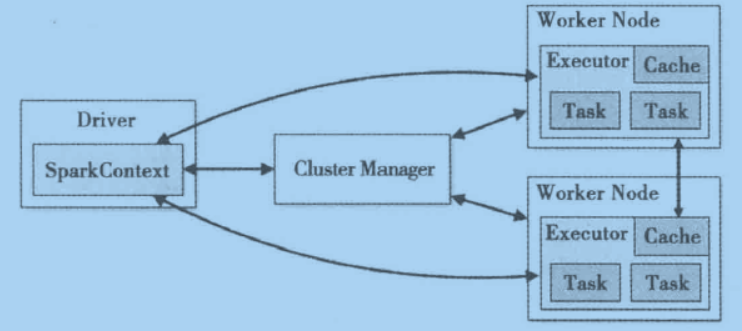 Worker Node
Executor
Cache
Task
Task
Driver
SparkContext
Cluster Manager
Worker Node
Executor
Cache
Task
Task